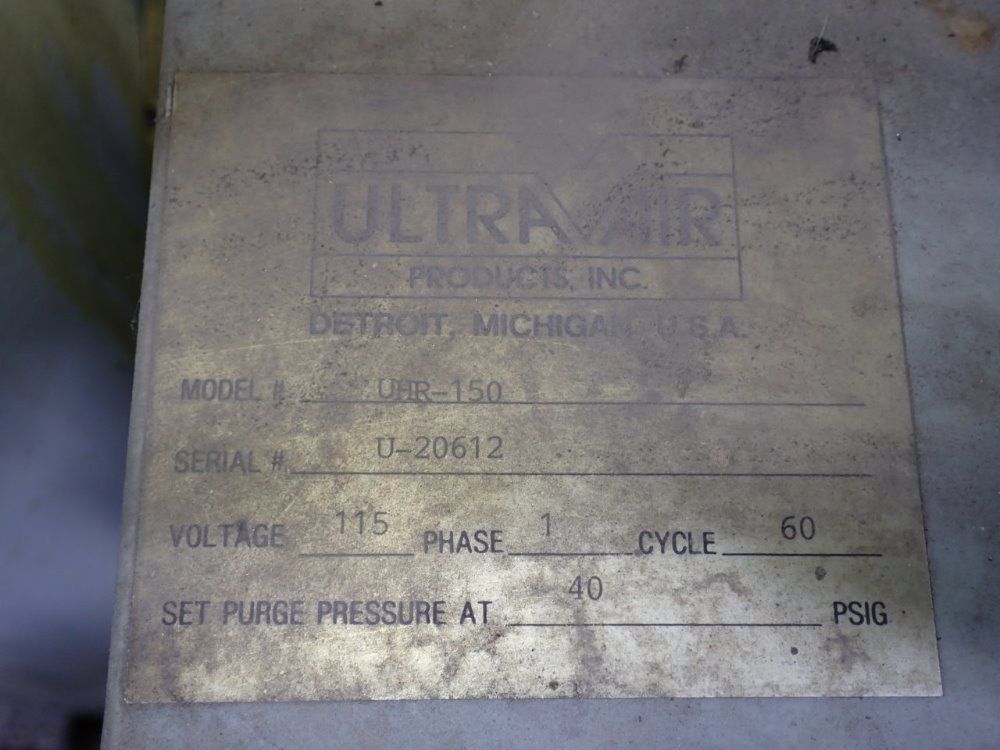 ULTRA AIR
PRODUCTS, INC.
DETROIT, MICHIGAN, U.S.A.
MODEL # UHR-150
SERIAL # U-20612
VOLTAGE 115 PHASE 1 CYCLE 60
SET PURGE PRESSURE AT 40 PSIG